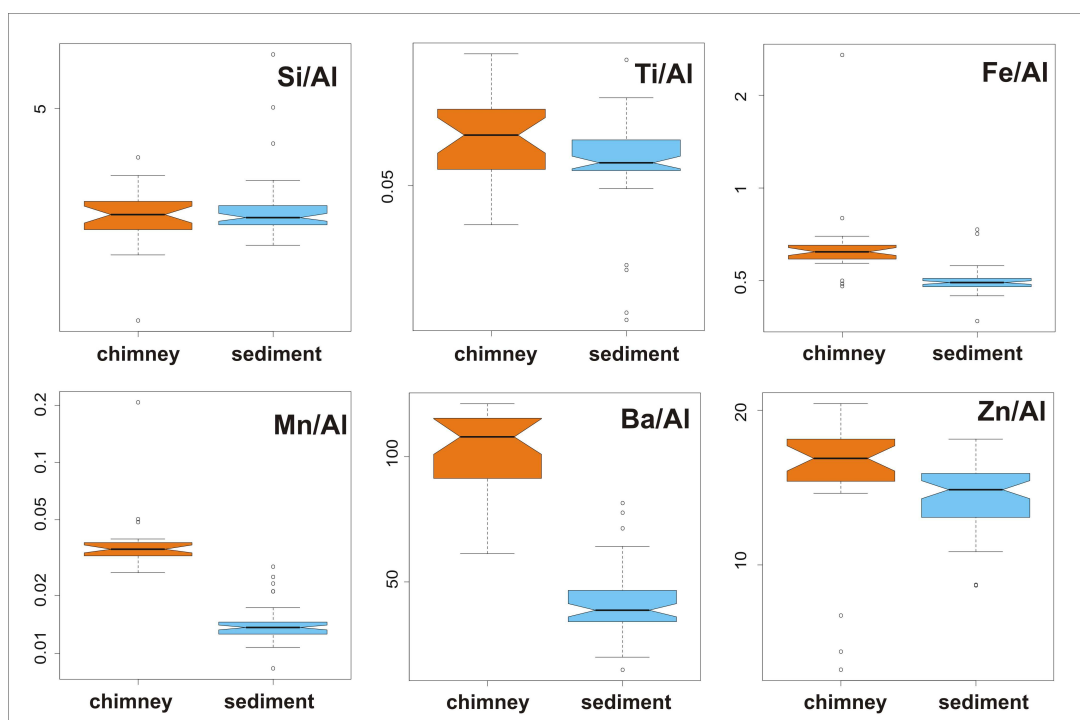 Si/Al
5
chimney sediment
Ti/Al
0.05
chimney sediment
Fe/Al
2
1
0.5
chimney sediment
Mn/Al
0.2
0.1
0.05
0.02
0.01
chimney sediment
Ba/Al
100
50
chimney sediment
Zn/Al
20
10
chimney sediment